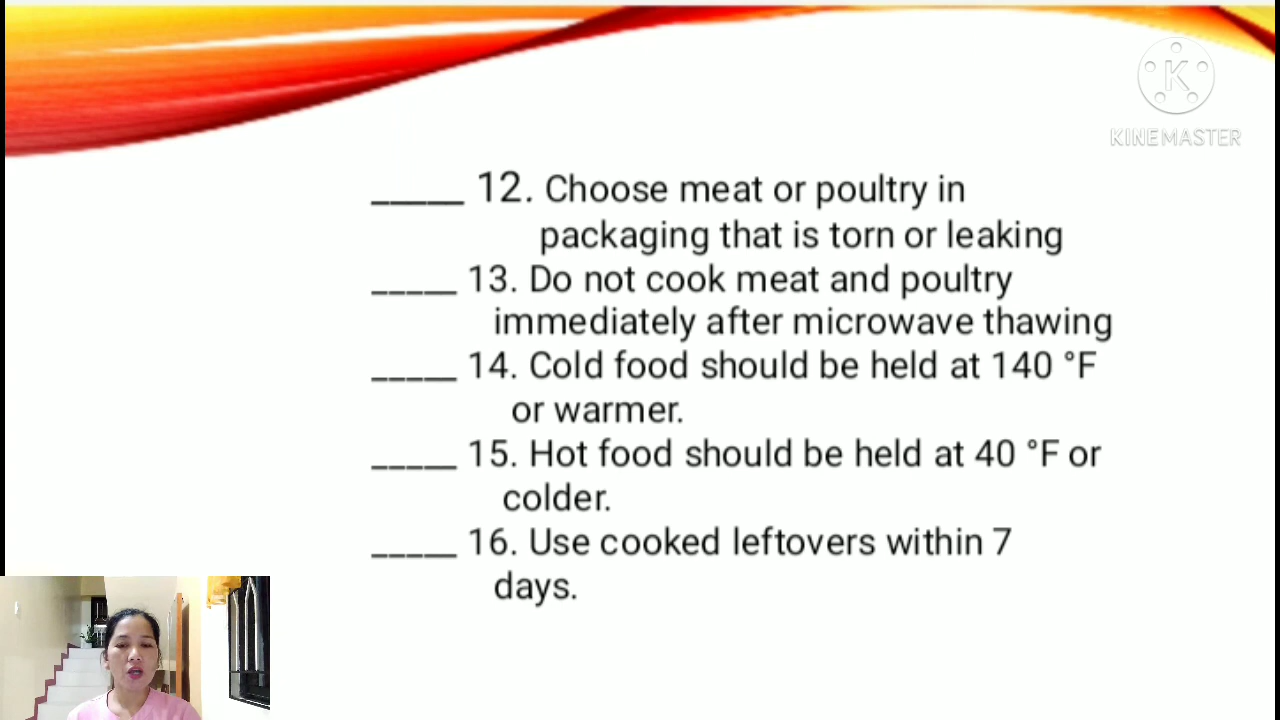 KINEMASTER
_____ 12. Choose meat or poultry in
packaging that is torn or leaking
_____ 13. Do not cook meat and poultry
immediately after microwave thawing
_____ 14. Cold food should be held at 140 °F
or warmer.
_____ 15. Hot food should be held at 40 °F or
colder.
_____ 16. Use cooked leftovers within 7
days.